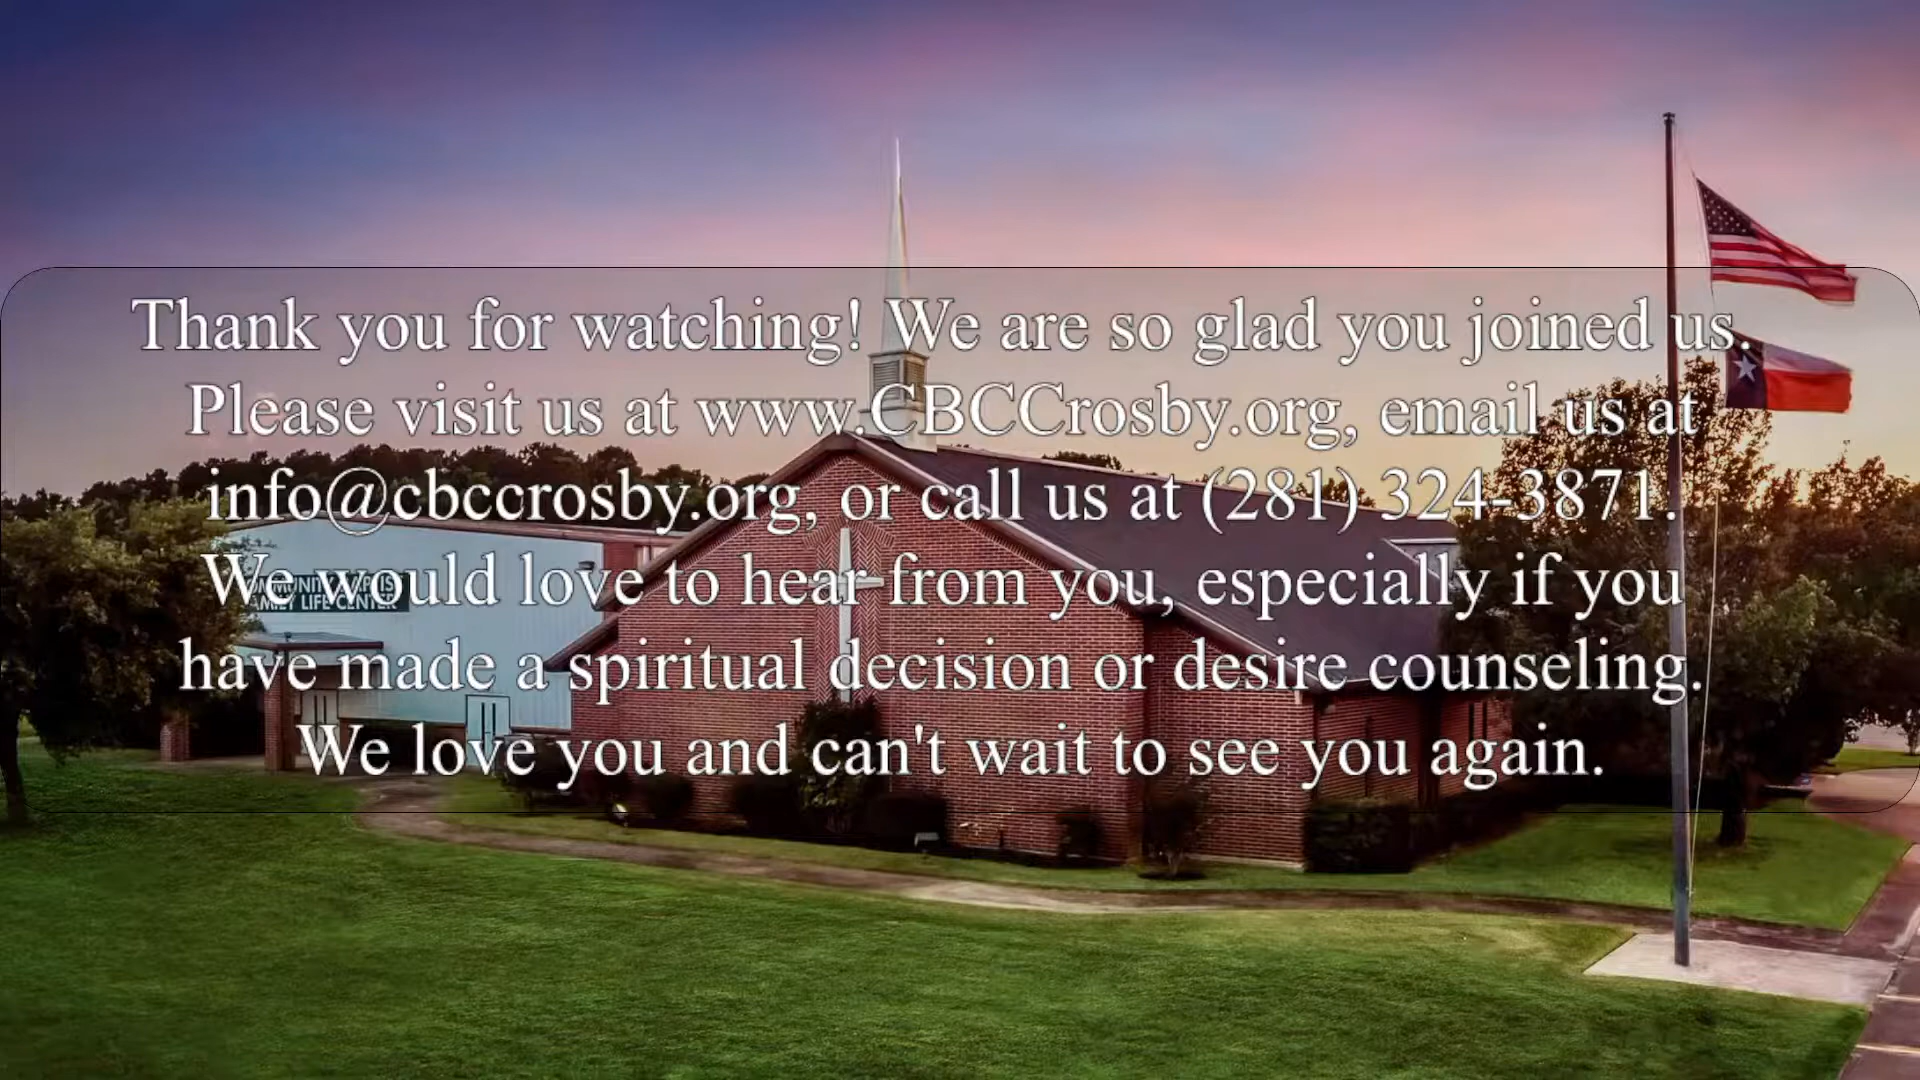 Thank you for watching! We are so glad you joined us.
Please visit us at www.CBCCrosby.org, email us at
info@cbccrosby.org, or call us at (281) 324-3871.
We would love to hear from you, especially if you
have made a spiritual decision or desire counseling.
We love you and can't wait to see you again.
LIFE CENTER